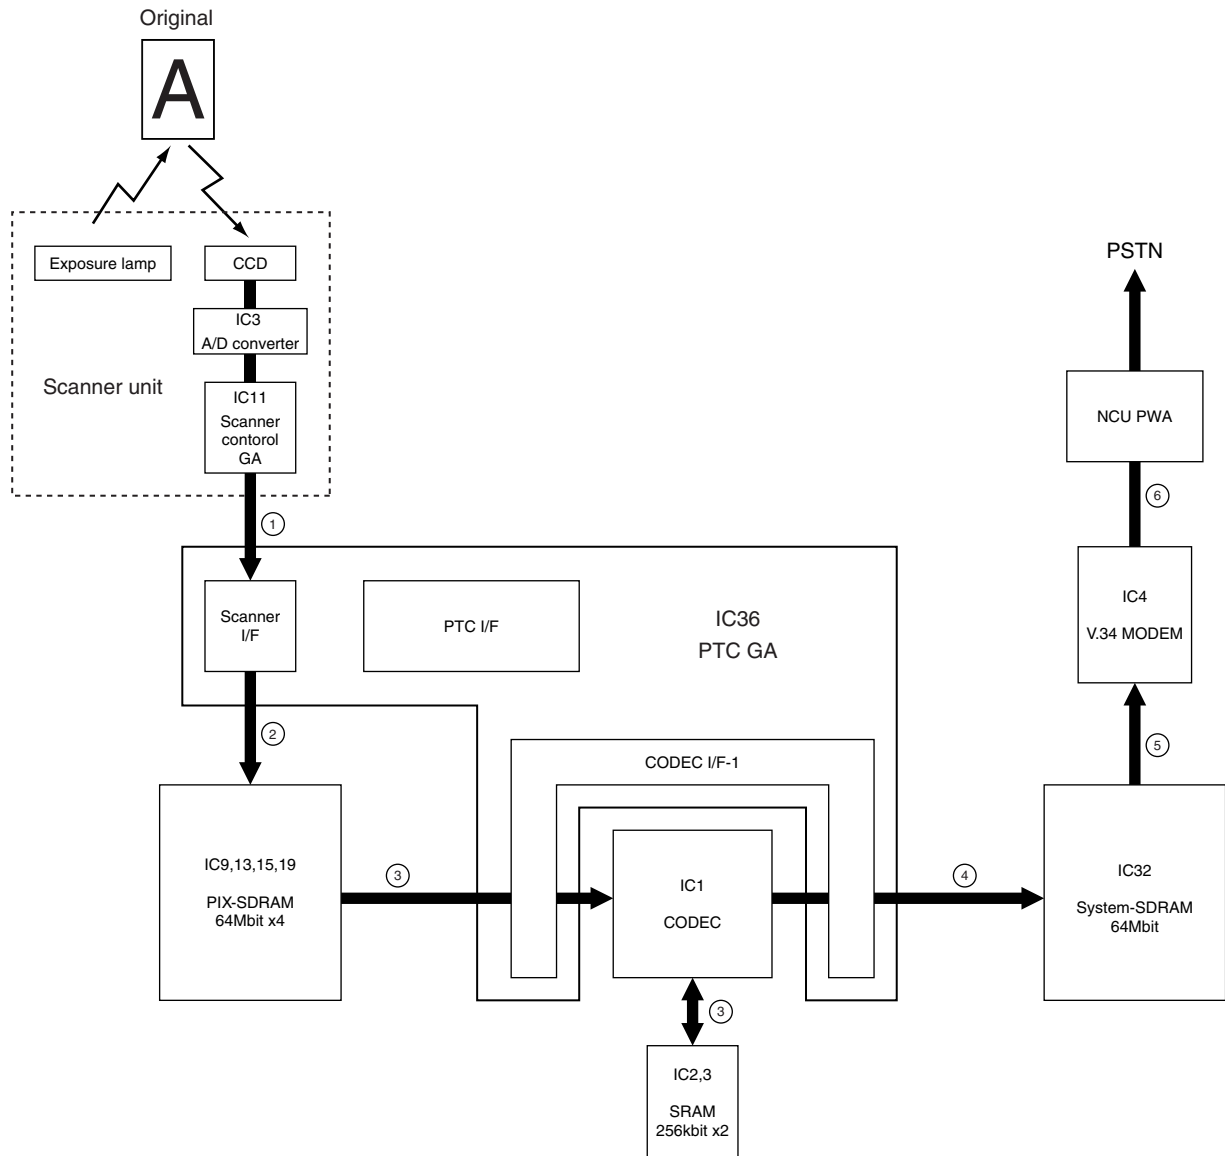 Original
A
Exposure lamp
CCD
IC3
A/D converter
Scanner unit
IC11
Scanner
contorol
GA
1
Scanner
I/F
PTC I/F
IC36
PTC GA
2
CODEC I/F-1
IC9,13,15,19
PIX-SDRAM
64Mbit x4
3
IC1
CODEC
3
IC2,3
SRAM
256kbit x2
4
IC32
System-SDRAM
64Mbit
5
IC4
V.34 MODEM
6
NCU PWA
PSTN